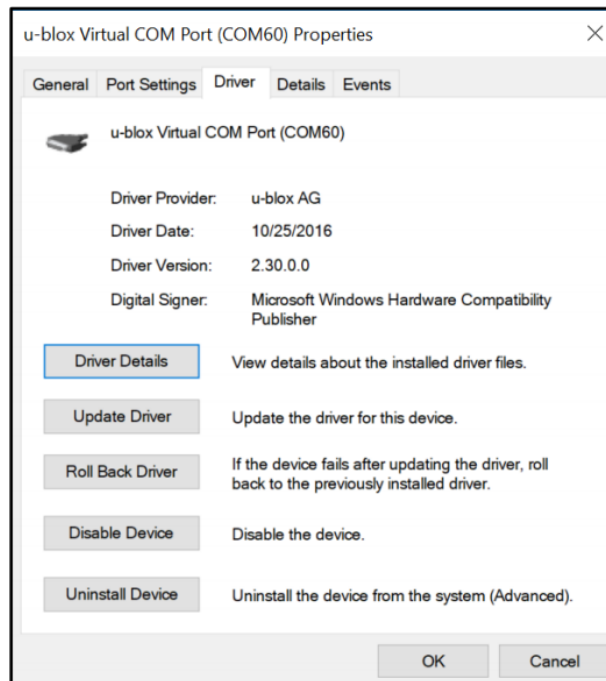 u-blox Virtual COM Port (COM60) Properties
General Port Settings Driver Details Events
u-blox Virtual COM Port (COM60)
Driver Provider: u-blox AG
Driver Date: 10/25/2016
Driver Version: 2.30.0.0
Digital Signer: Microsoft Windows Hardware Compatibility
Publisher
Driver Details View details about the installed driver files.
Update Driver Update the driver for this device.
If the device fails after updating the driver, roll
Roll Back Driver back to the previously installed driver.
Disable Device Disable the device.
Uninstall Device Uninstall the device from the system (Advanced).
OK Cancel